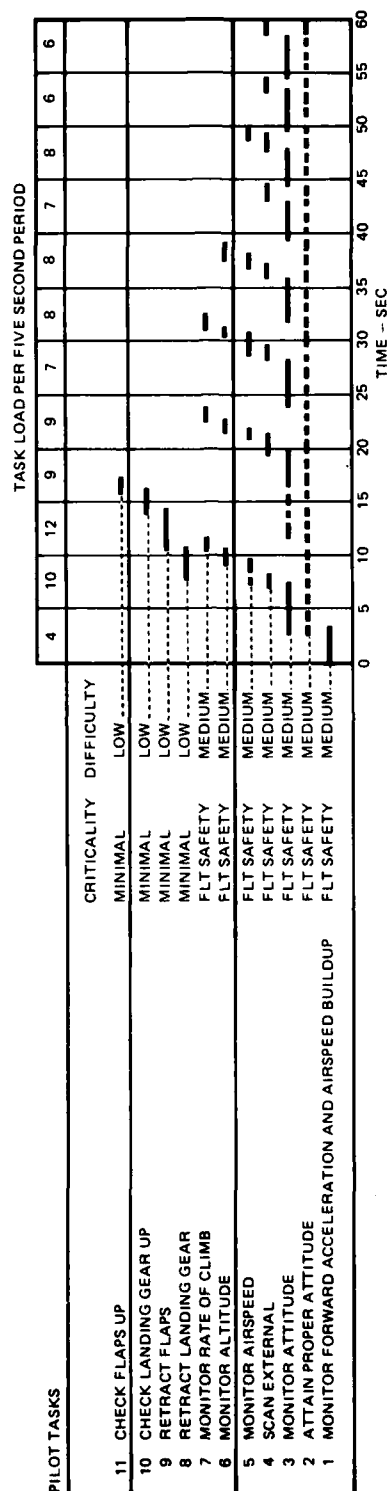 TASK LOAD PER FIVE SECOND PERIOD
4 10 12 9 9 7 8 8 7 8 6 6
PILOT TASKS CRITICALITY DIFFICULTY
11 CHECK FLAPS UP MINIMAL LOW
10 CHECK LANDING GEAR UP MINIMAL LOW
9 RETRACT FLAPS MINIMAL LOW
8 RETRACT LANDING GEAR MINIMAL LOW
7 MONITOR RATE OF CLIMB FLT SAFETY MEDIUM
6 MONITOR ALTITUDE FLT SAFETY MEDIUM
5 MONITOR AIRSPEED FLT SAFETY MEDIUM
4 SCAN EXTERNAL FLT SAFETY MEDIUM
3 MONITOR ATTITUDE FLT SAFETY MEDIUM
2 ATTAIN PROPER ATTITUDE FLT SAFETY MEDIUM
1 MONITOR FORWARD ACCELERATION AND AIRSPEED BUILDUP FLT SAFETY MEDIUM
0 5 10 15 20 25 30 35 40 45 50 55 60
TIME – SEC